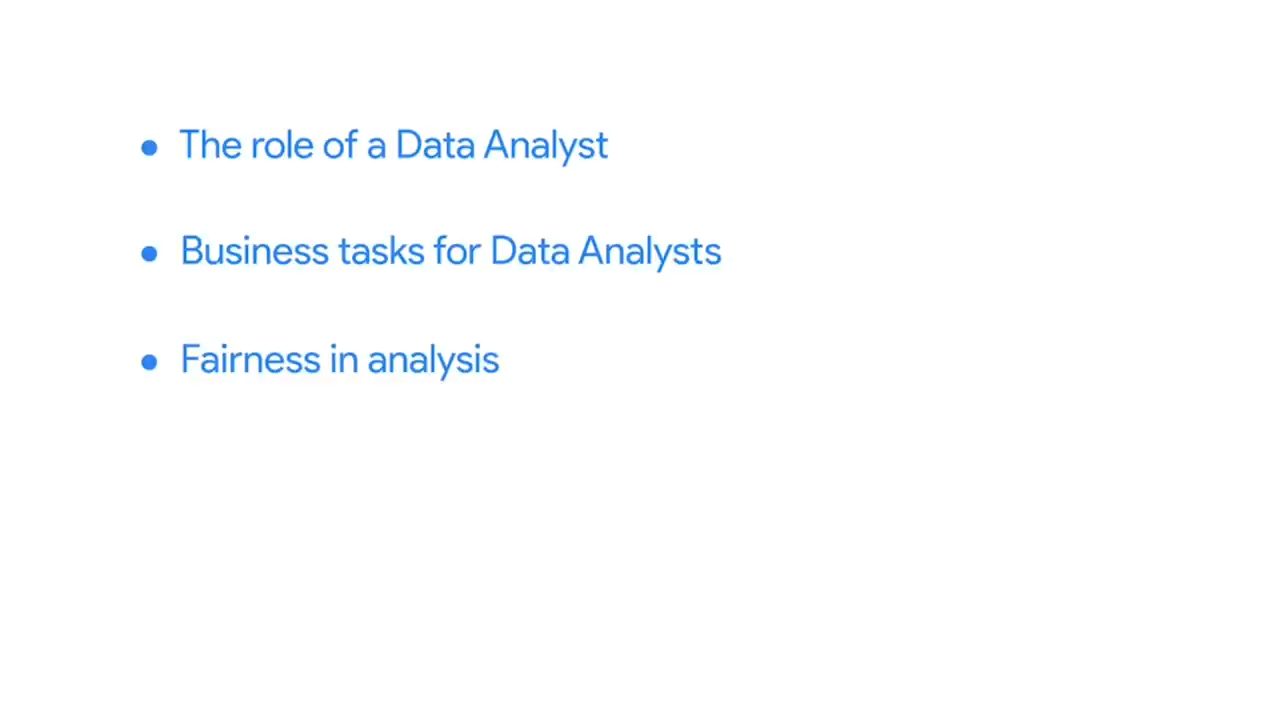 • The role of a Data Analyst
• Business tasks for Data Analysts
• Fairness in analysis